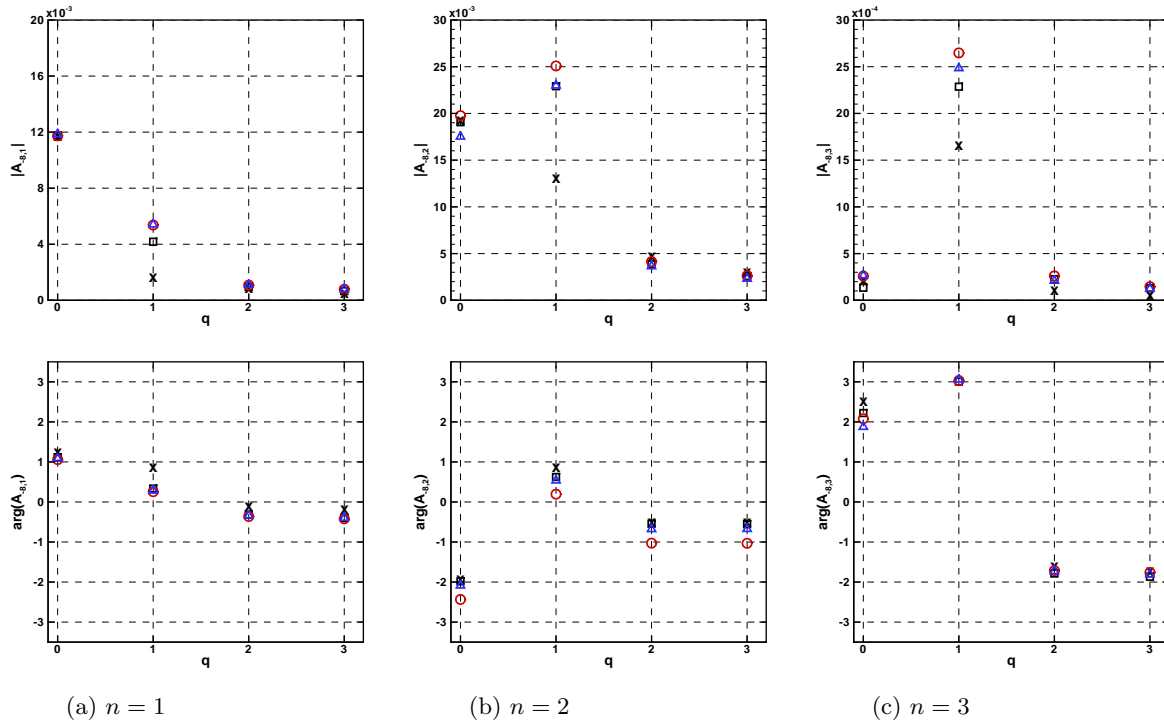 x10⁻³
20
16
12
8
4
0
|A₋₈,₁|
0 1 2 3
q
x10⁻³
25
20
15
10
5
0
|A₋₈,₂|
0 1 2 3
q
x10⁻⁴
30
25
20
15
10
5
0
|A₋₈,₃|
0 1 2 3
q
3
2
1
0
-1
-2
-3
arg(A₋₈,₁)
0 1 2 3
q
3
2
1
0
-1
-2
-3
arg(A₋₈,₂)
0 1 2 3
q
3
2
1
0
-1
-2
-3
arg(A₋₈,₃)
0 1 2 3
q
(a) n = 1
(b) n = 2
(c) n = 3